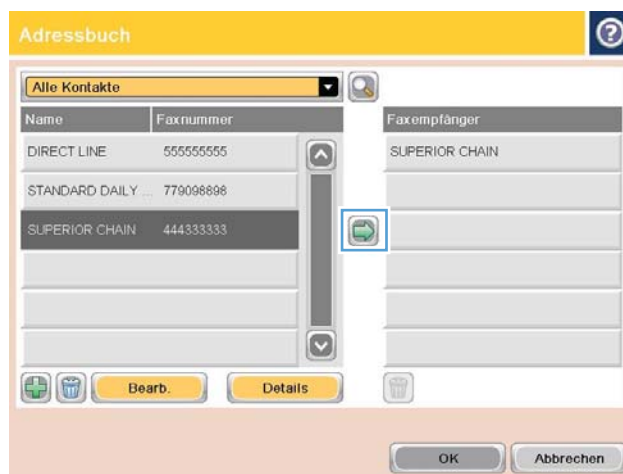 Adressbuch
Alle Kontakte
Name Faxnummer Faxempfänger
DIRECT LINE 555555555 SUPERIOR CHAIN
STANDARD DAILY ... 779098898
SUPERIOR CHAIN 444333333
Bearb. Details
OK Abbrechen